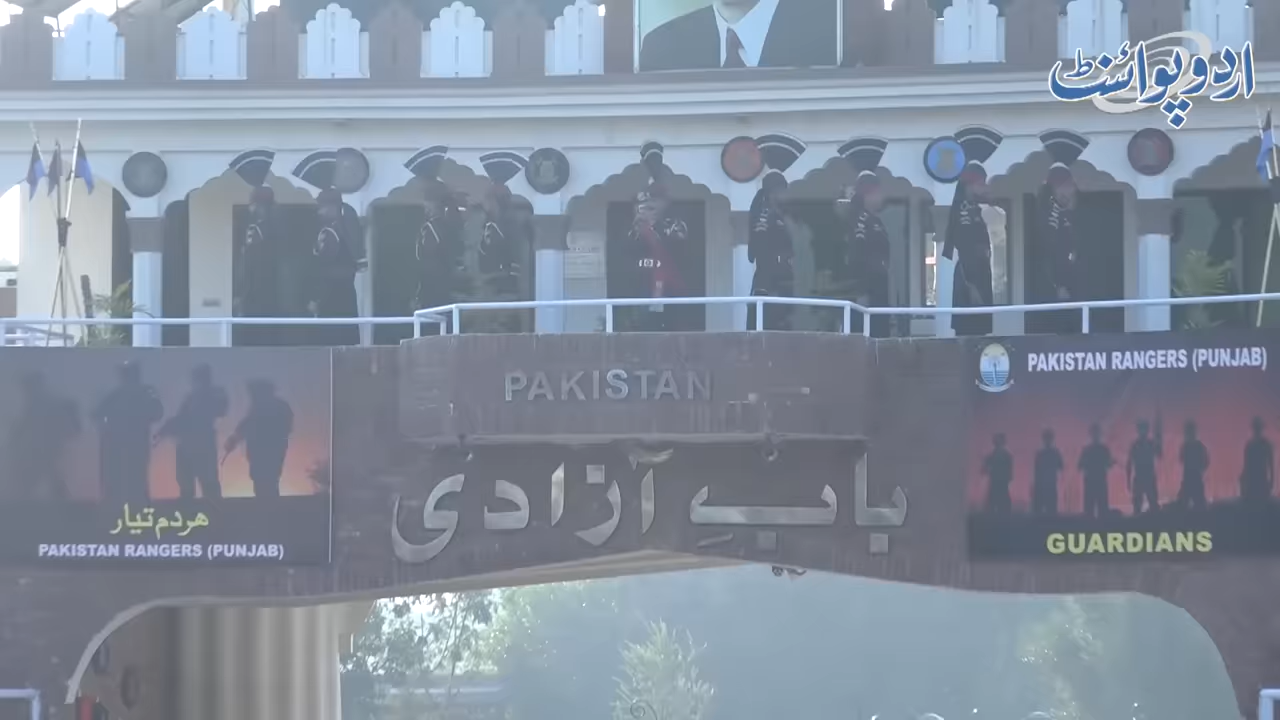 اردو پوائنٹ
PAKISTAN
باب آزادی
ہردم تیار
PAKISTAN RANGERS (PUNJAB)
PAKISTAN RANGERS (PUNJAB)
GUARDIANS